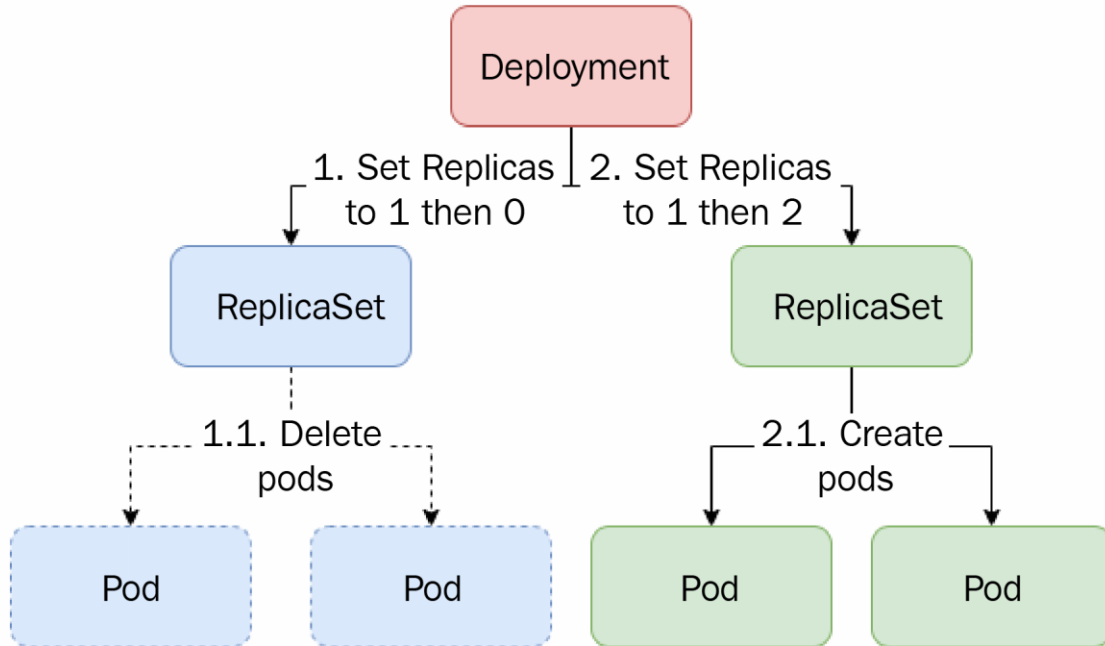 Deployment
1. Set Replicas
to 1 then 0
2. Set Replicas
to 1 then 2
ReplicaSet
ReplicaSet
1.1. Delete
pods
2.1. Create
pods
Pod
Pod
Pod
Pod